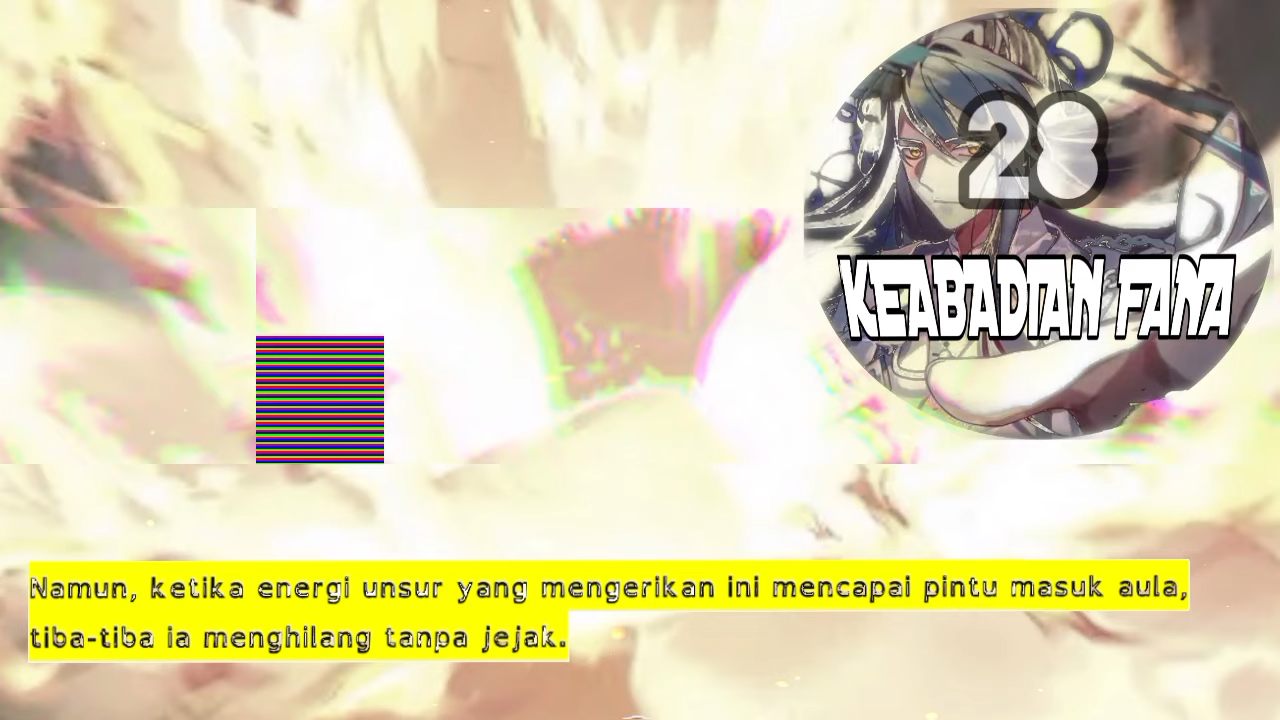 28
KEABADIAN FANA
Namun, ketika energi unsur yang mengerikan ini mencapai pintu masuk aula,
tiba-tiba ia menghilang tanpa jejak.